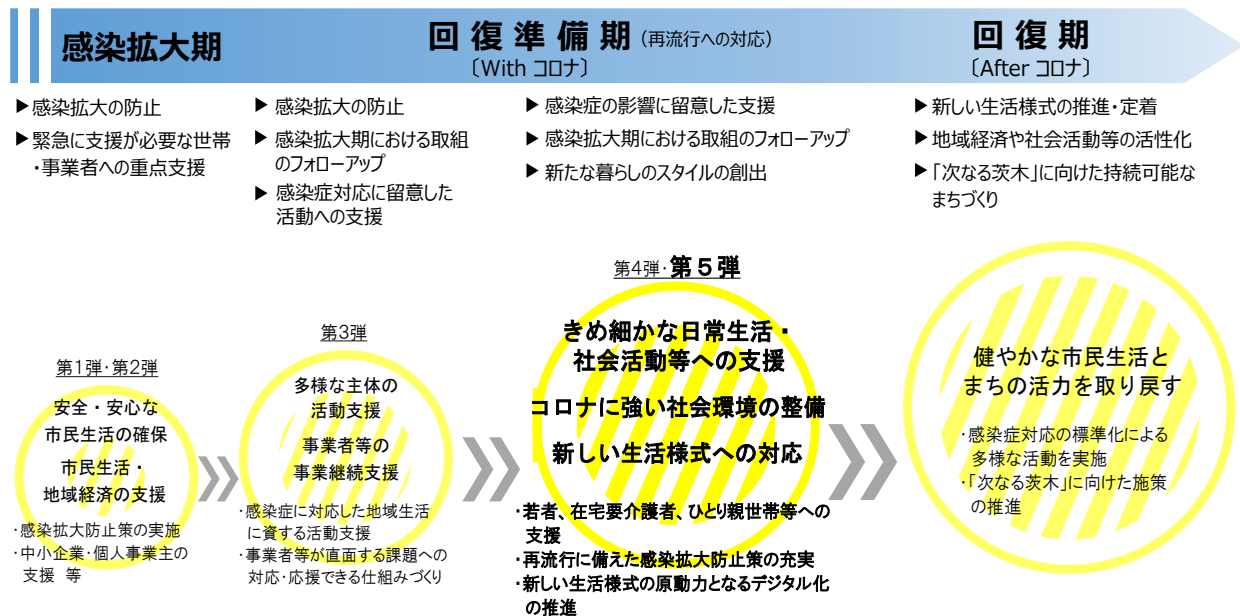 感染拡大期
回復準備期（再流行への対応）
〔With コロナ〕
回復期
〔After コロナ〕
▶感染拡大の防止
▶緊急に支援が必要な世帯
・事業者への重点支援
▶ 感染拡大の防止
▶ 感染拡大期における取組
のフォローアップ
▶ 感染症対応に留意した
活動への支援
▶ 感染症の影響に留意した支援
▶ 感染拡大期における取組のフォローアップ
▶ 新たな暮らしのスタイルの創出
▶新しい生活様式の推進・定着
▶地域経済や社会活動等の活性化
▶「次なる茨木」に向けた持続可能な
まちづくり
第1弾・第2弾
安全・安心な
市民生活の確保
市民生活・
地域経済の支援
・感染拡大防止策の実施
・中小企業・個人事業主の
支援 等
第3弾
多様な主体の
活動支援
事業者等の
事業継続支援
・感染症に対応した地域生活
に資する活動支援
・事業者等が直面する課題への
対応・応援できる仕組みづくり
第4弾・第５弾
きめ細かな日常生活・
社会活動等への支援
コロナに強い社会環境の整備
新しい生活様式への対応
・若者、在宅要介護者、ひとり親世帯等への
支援
・再流行に備えた感染拡大防止策の充実
・新しい生活様式の原動力となるデジタル化
の推進
健やかな市民生活と
まちの活力を取り戻す
・感染症対応の標準化による
多様な活動を実施
・「次なる茨木」に向けた施策
の推進